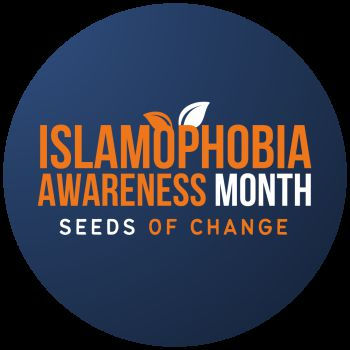 ISLAMOPHOBIA
AWARENESS MONTH
SEEDS OF CHANGE